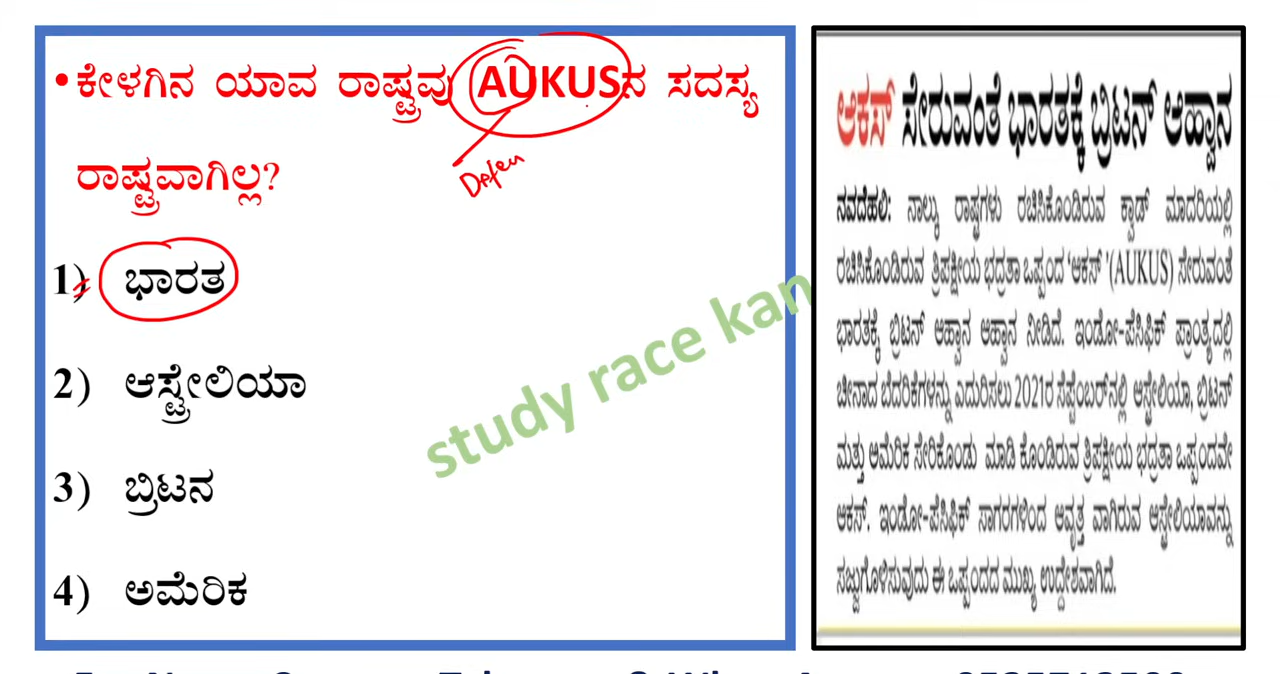 •ಕೇಳಗಿನ ಯಾವ ರಾಷ್ಟ್ರವು AUKUSನ ಸದಸ್ಯ
ರಾಷ್ಟ್ರವಾಗಿಲ್ಲ?
1) ಭಾರತ
2) ಆಸ್ಟ್ರೇಲಿಯಾ
3) ಬ್ರಿಟನ
4) ಅಮೆರಿಕ
study race kan
ಆಕಸ್ ಸೇರುವಂತೆ ಭಾರತಕ್ಕೆ ಬ್ರಿಟನ್ ಆಹ್ವಾನ
ನವದೆಹಲಿ: ನಾಲ್ಕು ರಾಷ್ಟ್ರಗಳು ರಚಿಸಿಕೊಂಡಿರುವ ಕ್ವಾಡ್ ಮಾದರಿಯಲ್ಲಿ
ರಚಿಸಿಕೊಂಡಿರುವ ತ್ರಿಪಕ್ಷೀಯ ಭದ್ರತಾ ಒಪ್ಪಂದ 'ಆಕಸ್ '(AUKUS) ಸೇರುವಂತೆ
ಭಾರತಕ್ಕೆ ಬ್ರಿಟನ್ ಆಹ್ವಾನ ಆಹ್ವಾನ ನೀಡಿದೆ. ಇಂಡೋ-ಪೆಸಿಫಿಕ್ ಪ್ರಾಂತ್ಯದಲ್ಲಿ
ಚೀನಾದ ಬೆದರಿಕೆಗಳನ್ನು ಎದುರಿಸಲು 2021ರ ಸೆಪ್ಟೆಂಬರ್‌ನಲ್ಲಿ ಆಸ್ಟ್ರೇಲಿಯಾ, ಬ್ರಿಟನ್
ಮತ್ತು ಅಮೆರಿಕ ಸೇರಿಕೊಂಡು ಮಾಡಿ ಕೊಂಡಿರುವ ತ್ರಿಪಕ್ಷೀಯ ಭದ್ರತಾ ಒಪ್ಪಂದವೇ
ಆಕಸ್. ಇಂಡೋ-ಪೆಸಿಫಿಕ್ ಸಾಗರಗಳಿಂದ ಆವೃತ್ತ ವಾಗಿರುವ ಆಸ್ಟ್ರೇಲಿಯಾವನ್ನು
ಸಜ್ಜುಗೊಳಿಸುವುದು ಈ ಒಪ್ಪಂದದ ಮುಖ್ಯ ಉದ್ದೇಶವಾಗಿದೆ.